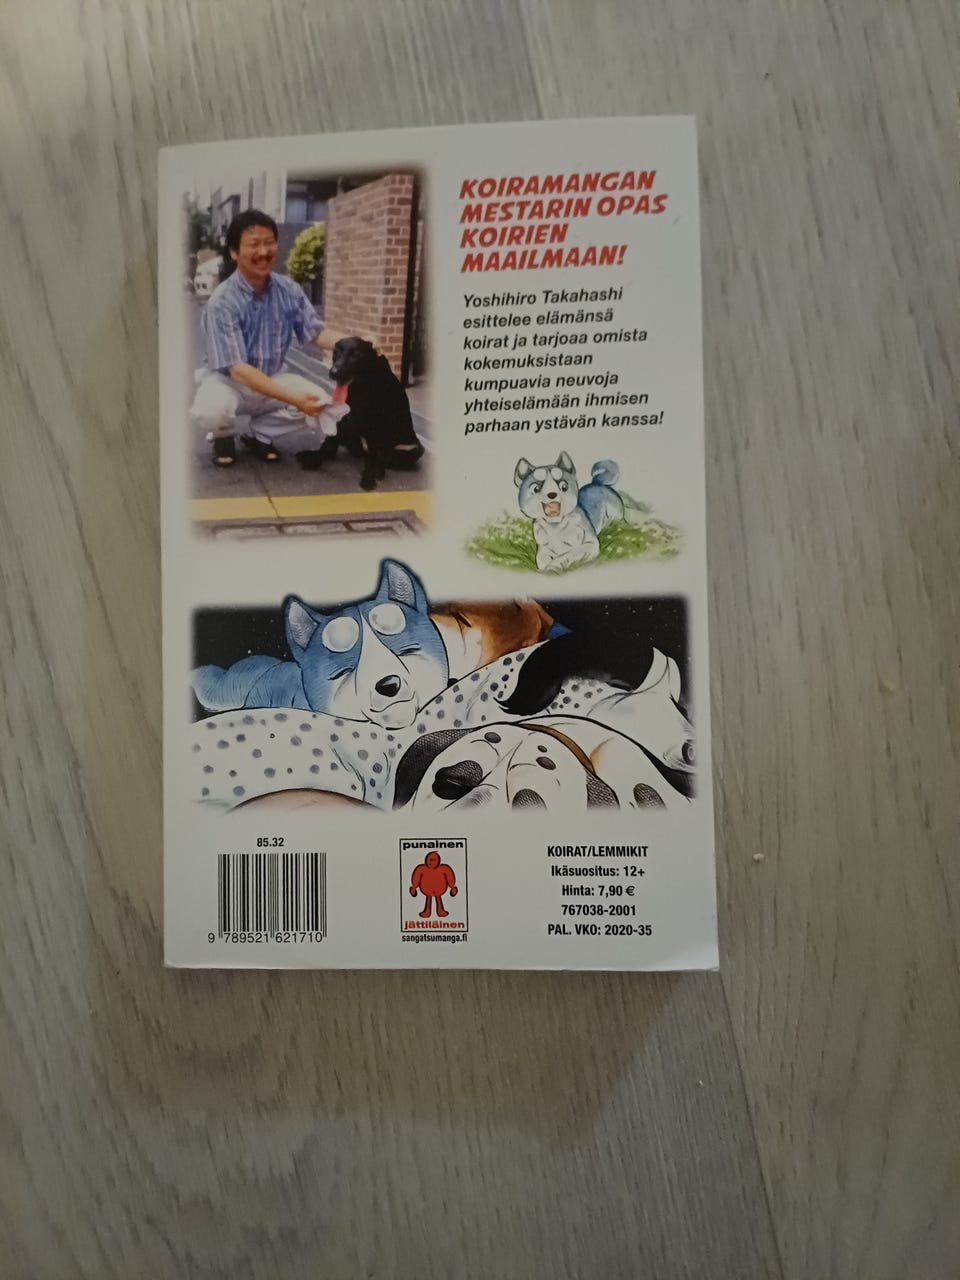 KOIRAMANGAN
MESTARIN OPAS
KOIRIEN
MAAILMAAN!
Yoshihiro Takahashi
esittelee elämänsä
koirat ja tarjoaa omista
kokemuksistaan
kumpuavia neuvoja
yhteiselämään ihmisen
parhaan ystävän kanssa!
85.32
9 789521 621710
punainen
jättiläinen
sangatsumanga.fi
KOIRAT/LEMMIKIT
Ikäsuositus: 12+
Hinta: 7,90 €
767038-2001
PAL. VKO: 2020-35